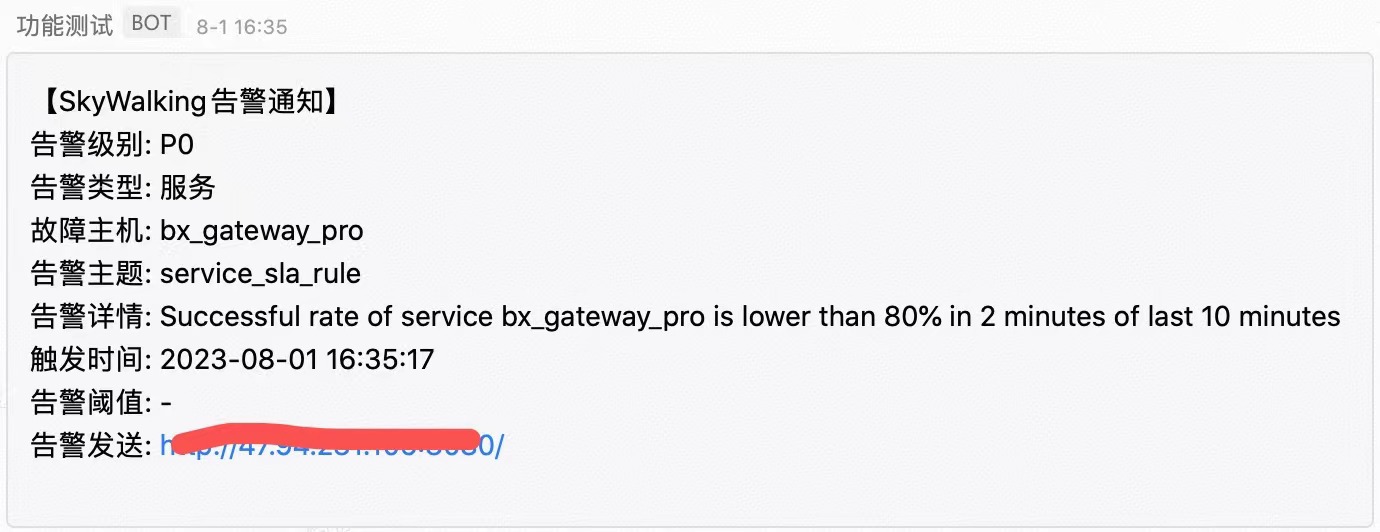 功能测试 BOT 8-1 16:35
【SkyWalking告警通知】
告警级别: P0
告警类型: 服务
故障主机: bx_gateway_pro
告警主题: service_sla_rule
告警详情: Successful rate of service bx_gateway_pro is lower than 80% in 2 minutes of last 10 minutes
触发时间: 2023-08-01 16:35:17
告警阈值: -
告警发送: